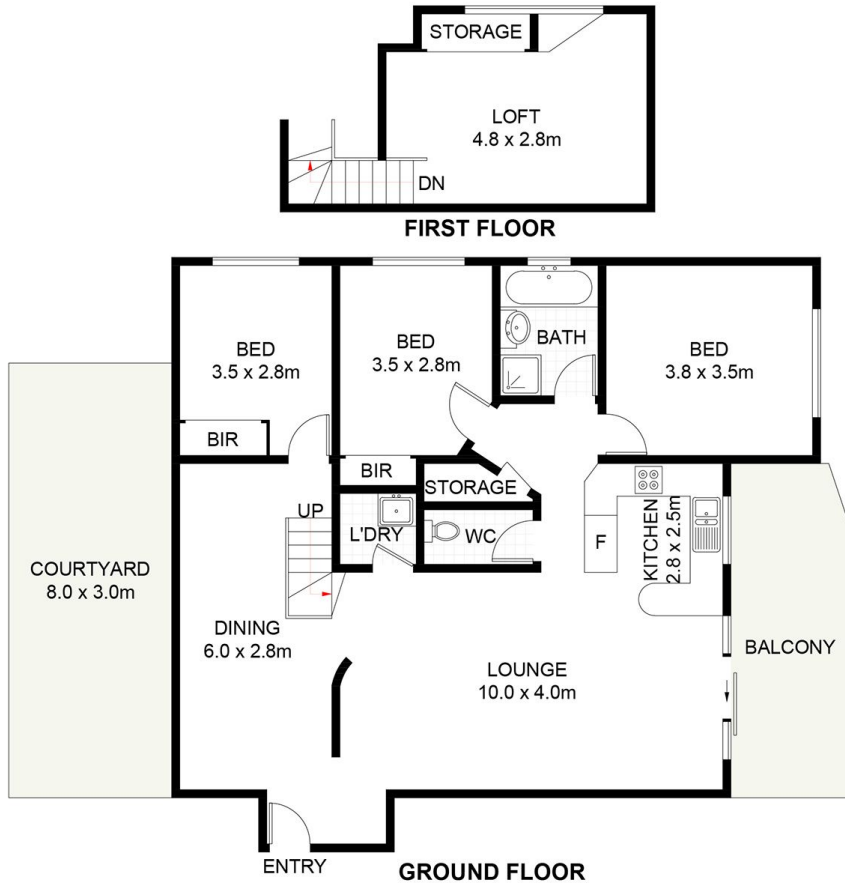 STORAGE
LOFT
4.8 x 2.8m
DN
FIRST FLOOR
BED
3.5 x 2.8m
BED
3.5 x 2.8m
BATH
BED
3.8 x 3.5m
BIR
BIR
STORAGE
UP
L'DRY
WC
F
KITCHEN
2.8 x 2.5m
COURTYARD
8.0 x 3.0m
DINING
6.0 x 2.8m
LOUNGE
10.0 x 4.0m
BALCONY
ENTRY
GROUND FLOOR